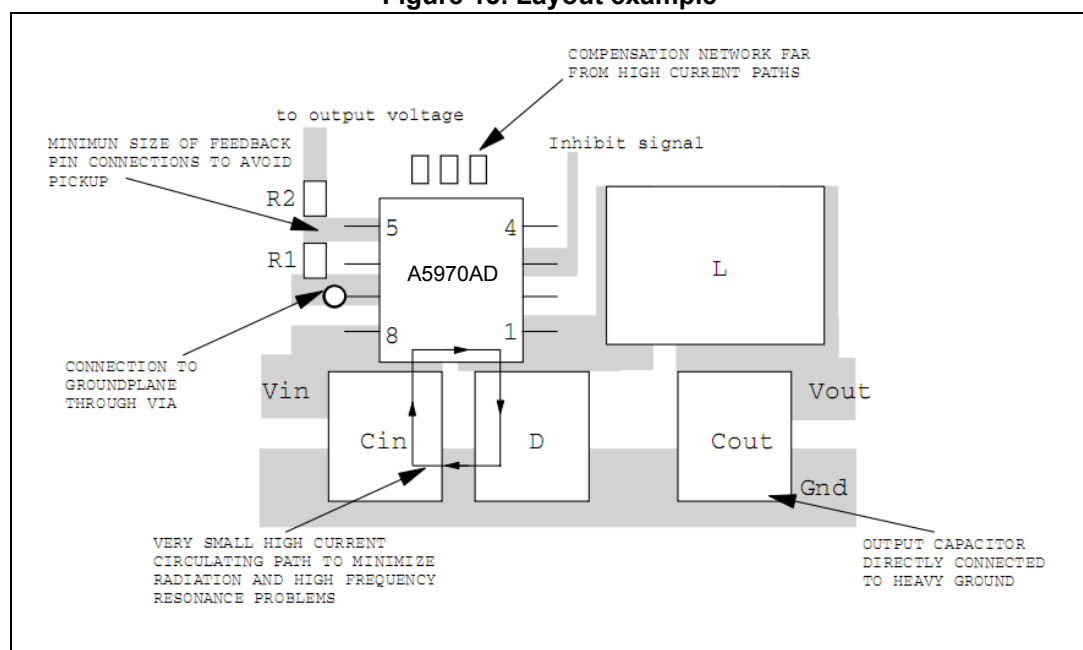 Figure 18. Layout example
COMPENSATION NETWORK FAR
FROM HIGH CURRENT PATHS
to output voltage
MINIMUN SIZE OF FEEDBACK
PIN CONNECTIONS TO AVOID
PICKUP
Inhibit signal
R2
5
4
R1
A5970AD
L
8
1
CONNECTION TO
GROUNDPLANE
THROUGH VIA
Vin
Vout
Cin
D
Cout
Gnd
VERY SMALL HIGH CURRENT
CIRCULATING PATH TO MINIMIZE
RADIATION AND HIGH FREQUENCY
RESONANCE PROBLEMS
OUTPUT CAPACITOR
DIRECTLY CONNECTED
TO HEAVY GROUND